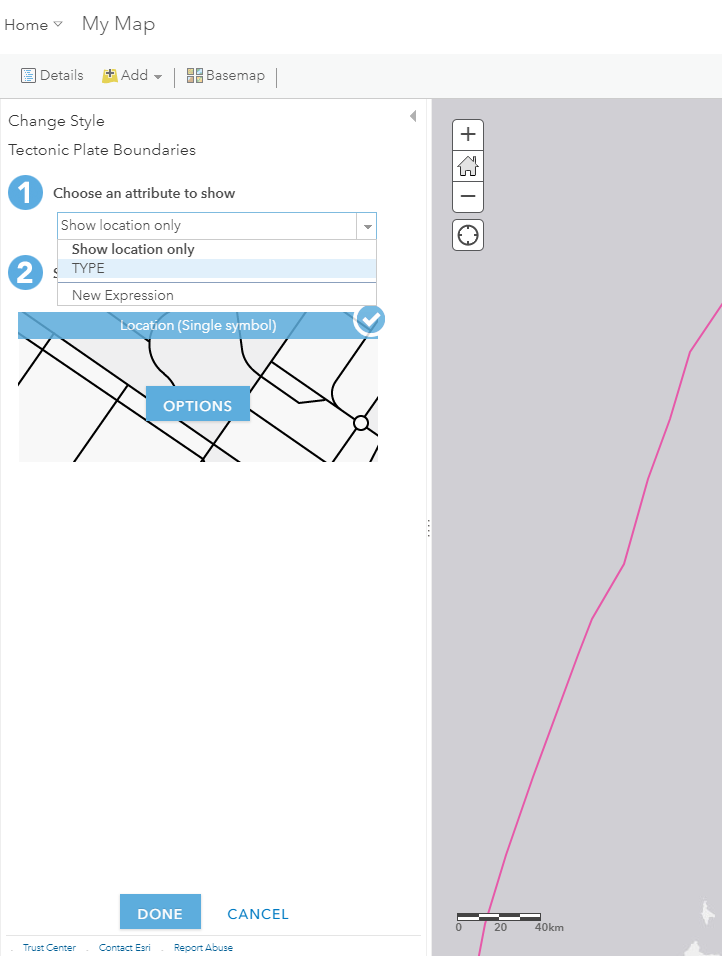 Home My Map
Details Add Basemap
Change Style
Tectonic Plate Boundaries
1 Choose an attribute to show
Show location only
Show location only
2
TYPE
New Expression
Location (Single symbol)
OPTIONS
0 20 40km
DONE CANCEL
Trust Center Contact Esri Report Abuse